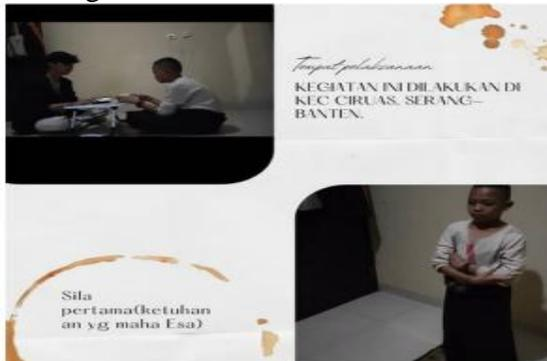 Tempat pelaksanaan
KEGIATAN INI DILAKUKAN DI
KEC CIRUAS. SERANG–
BANTEN.
Sila
pertama(ketuhan
an yg maha Esa)